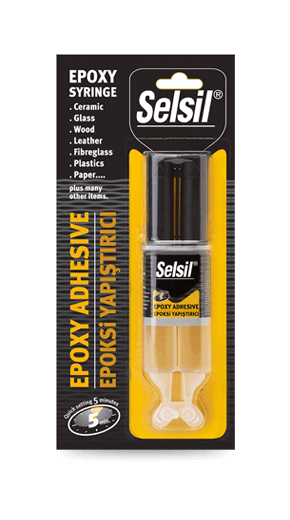 EPOXY
SYRINGE
. Ceramic
. Glass
. Wood
. Leather
. Fibreglass
. Plastics
. Paper....
plus many
other items.
Selsil®
EPOXY ADHESIVE
EPOKSİ YAPIŞTIRICI
Quick setting 5 minutes
5
min.
Selsil®
EPOXY ADHESIVE
EPOKSİ YAPIŞTIRICI